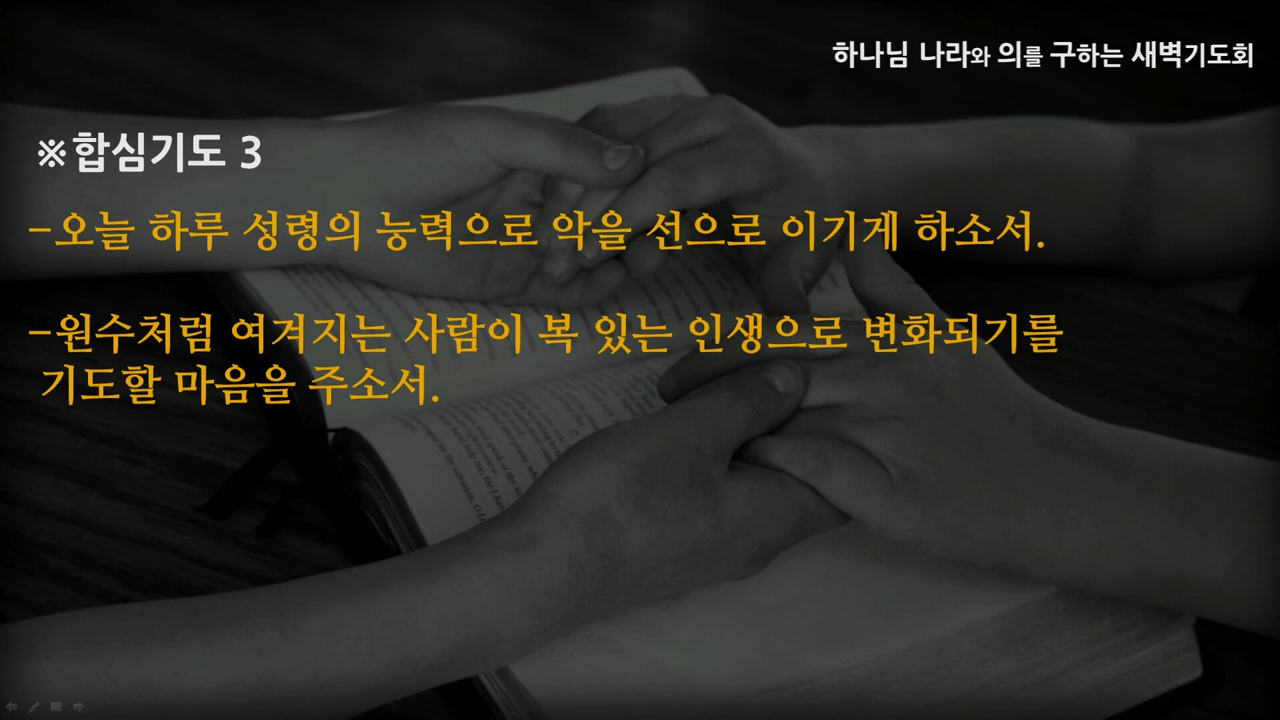 하나님 나라와 의를 구하는 새벽기도회
※합심기도 3
-오늘 하루 성령의 능력으로 악을 선으로 이기게 하소서.
-원수처럼 여겨지는 사람이 복 있는 인생으로 변화되기를
기도할 마음을 주소서.